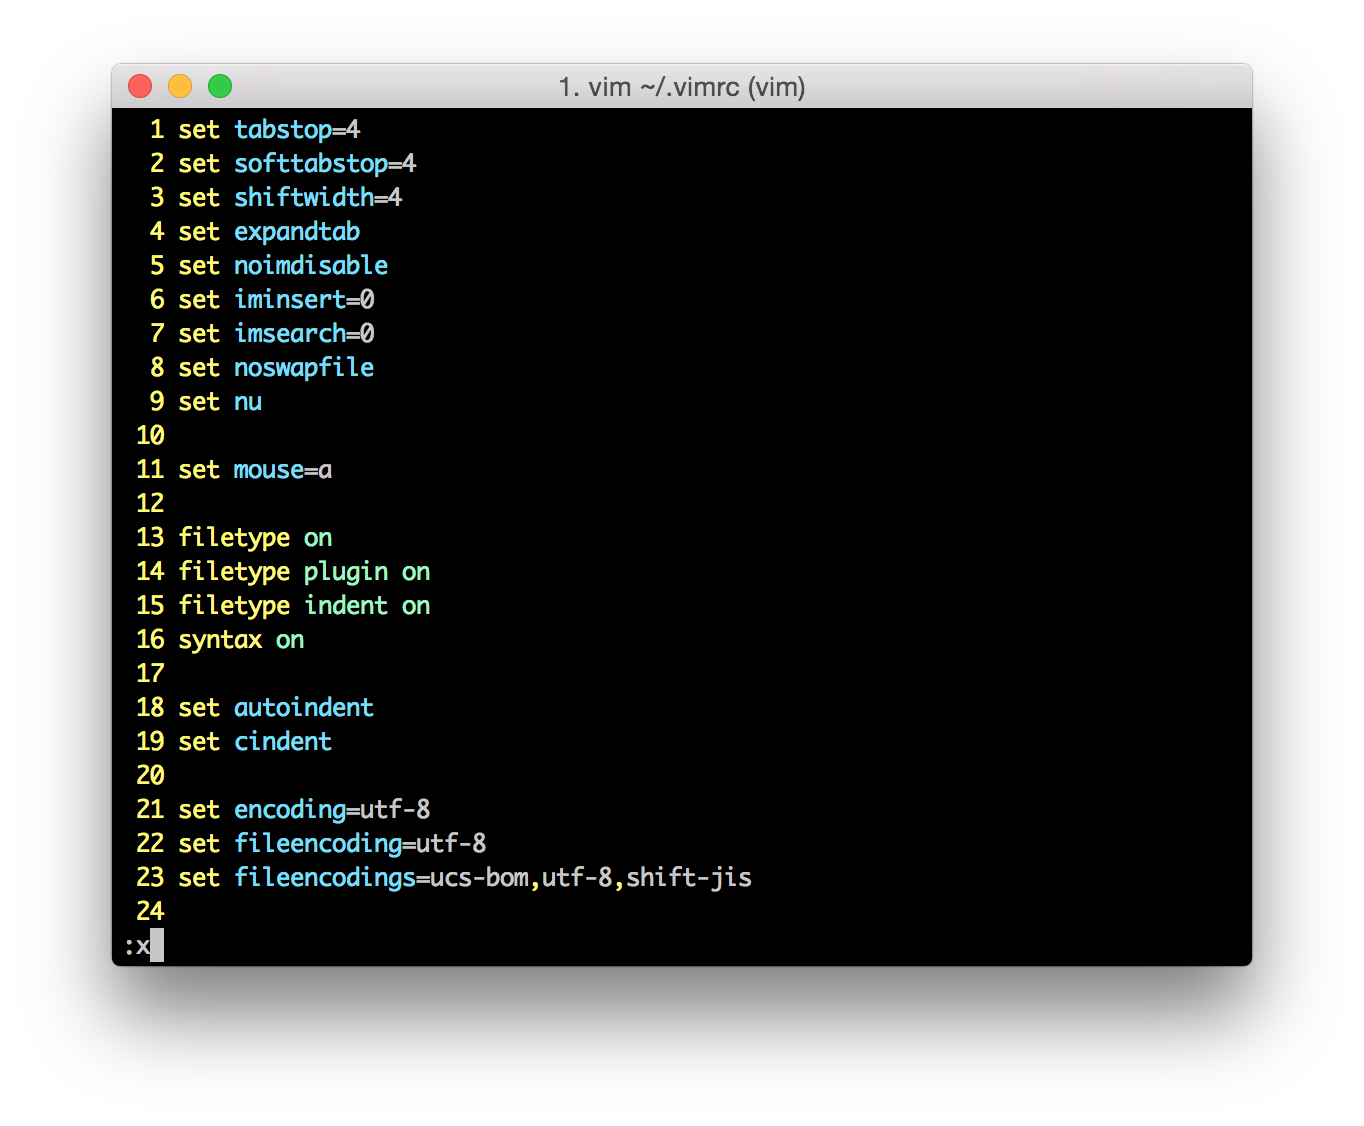 1. vim ~/.vimrc (vim)
1 set tabstop=4
2 set softtabstop=4
3 set shiftwidth=4
4 set expandtab
5 set noimdisable
6 set iminsert=0
7 set imsearch=0
8 set noswapfile
9 set nu
10
11 set mouse=a
12
13 filetype on
14 filetype plugin on
15 filetype indent on
16 syntax on
17
18 set autoindent
19 set cindent
20
21 set encoding=utf-8
22 set fileencoding=utf-8
23 set fileencodings=ucs-bom,utf-8,shift-jis
24
:x